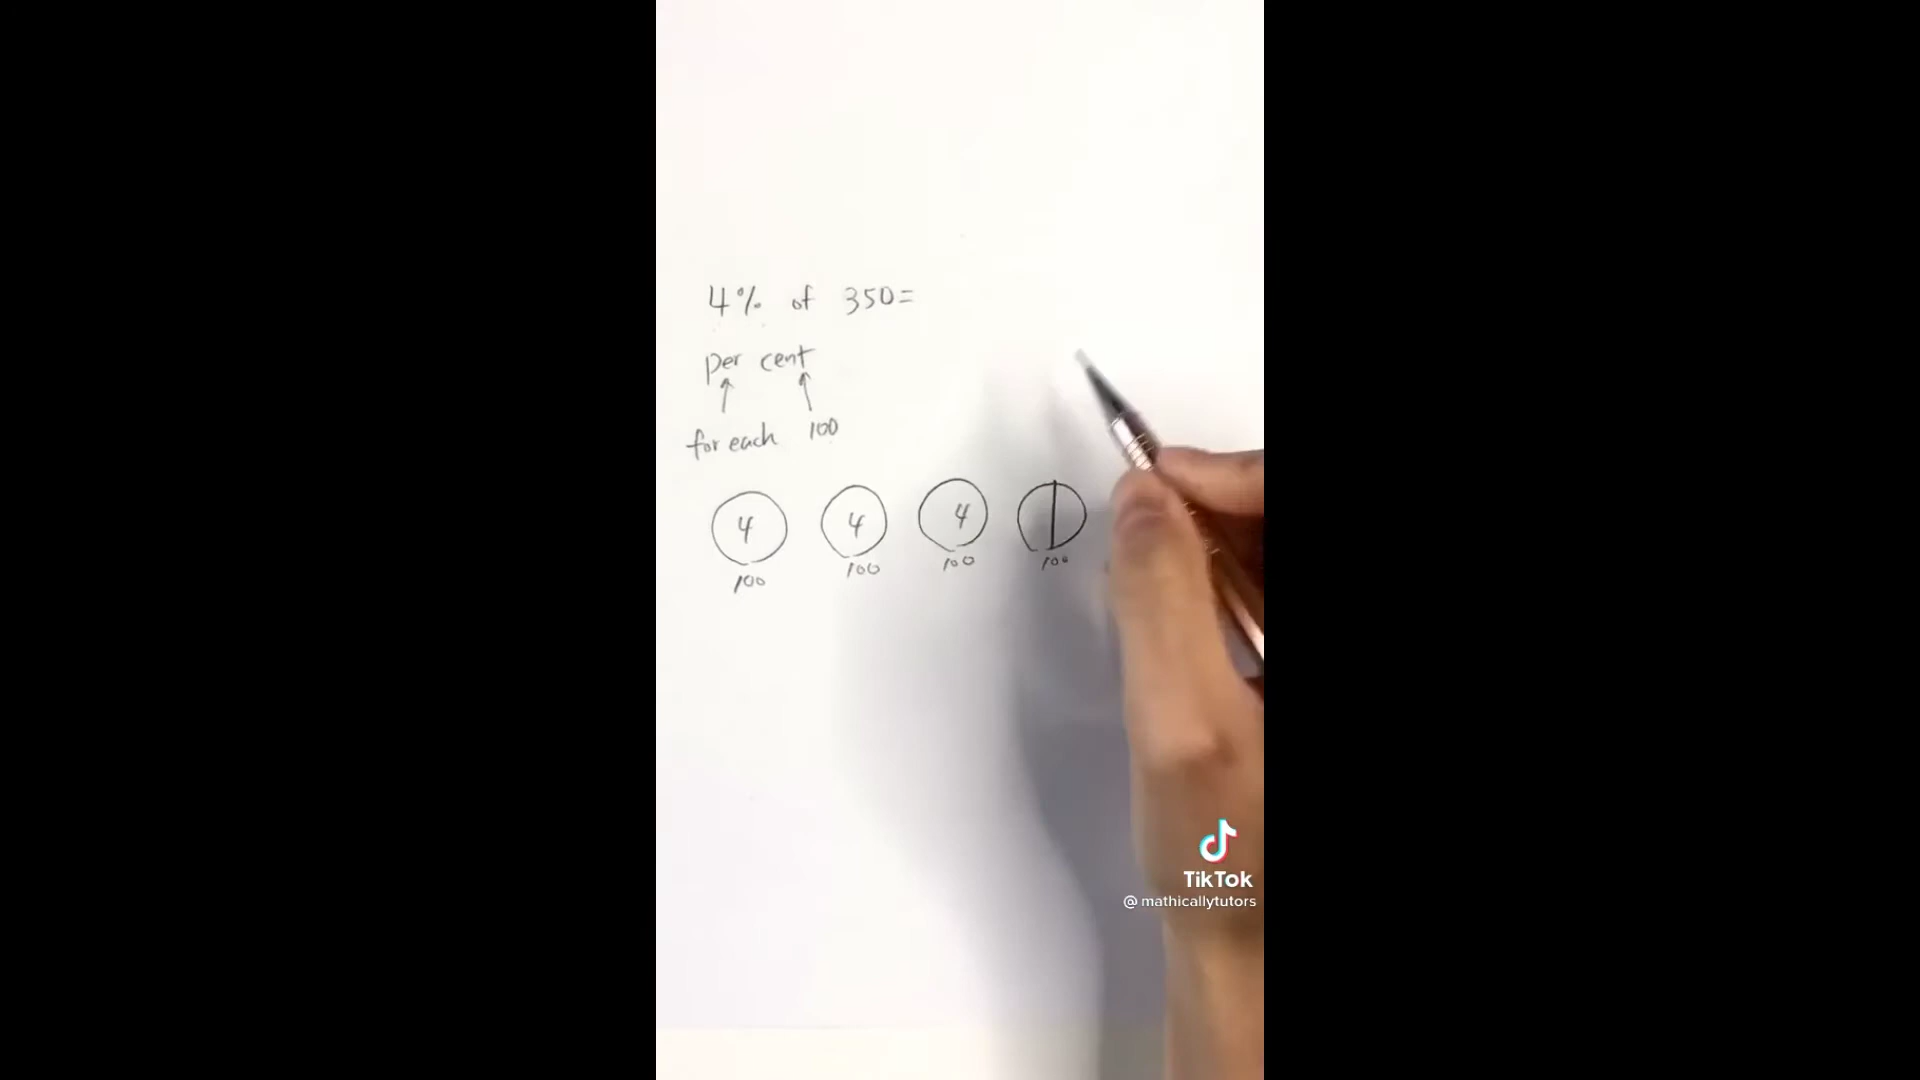 4% of 350=
per cent
for each 100
4 4 4
100 100 100 100
TikTok
@mathicallytutors